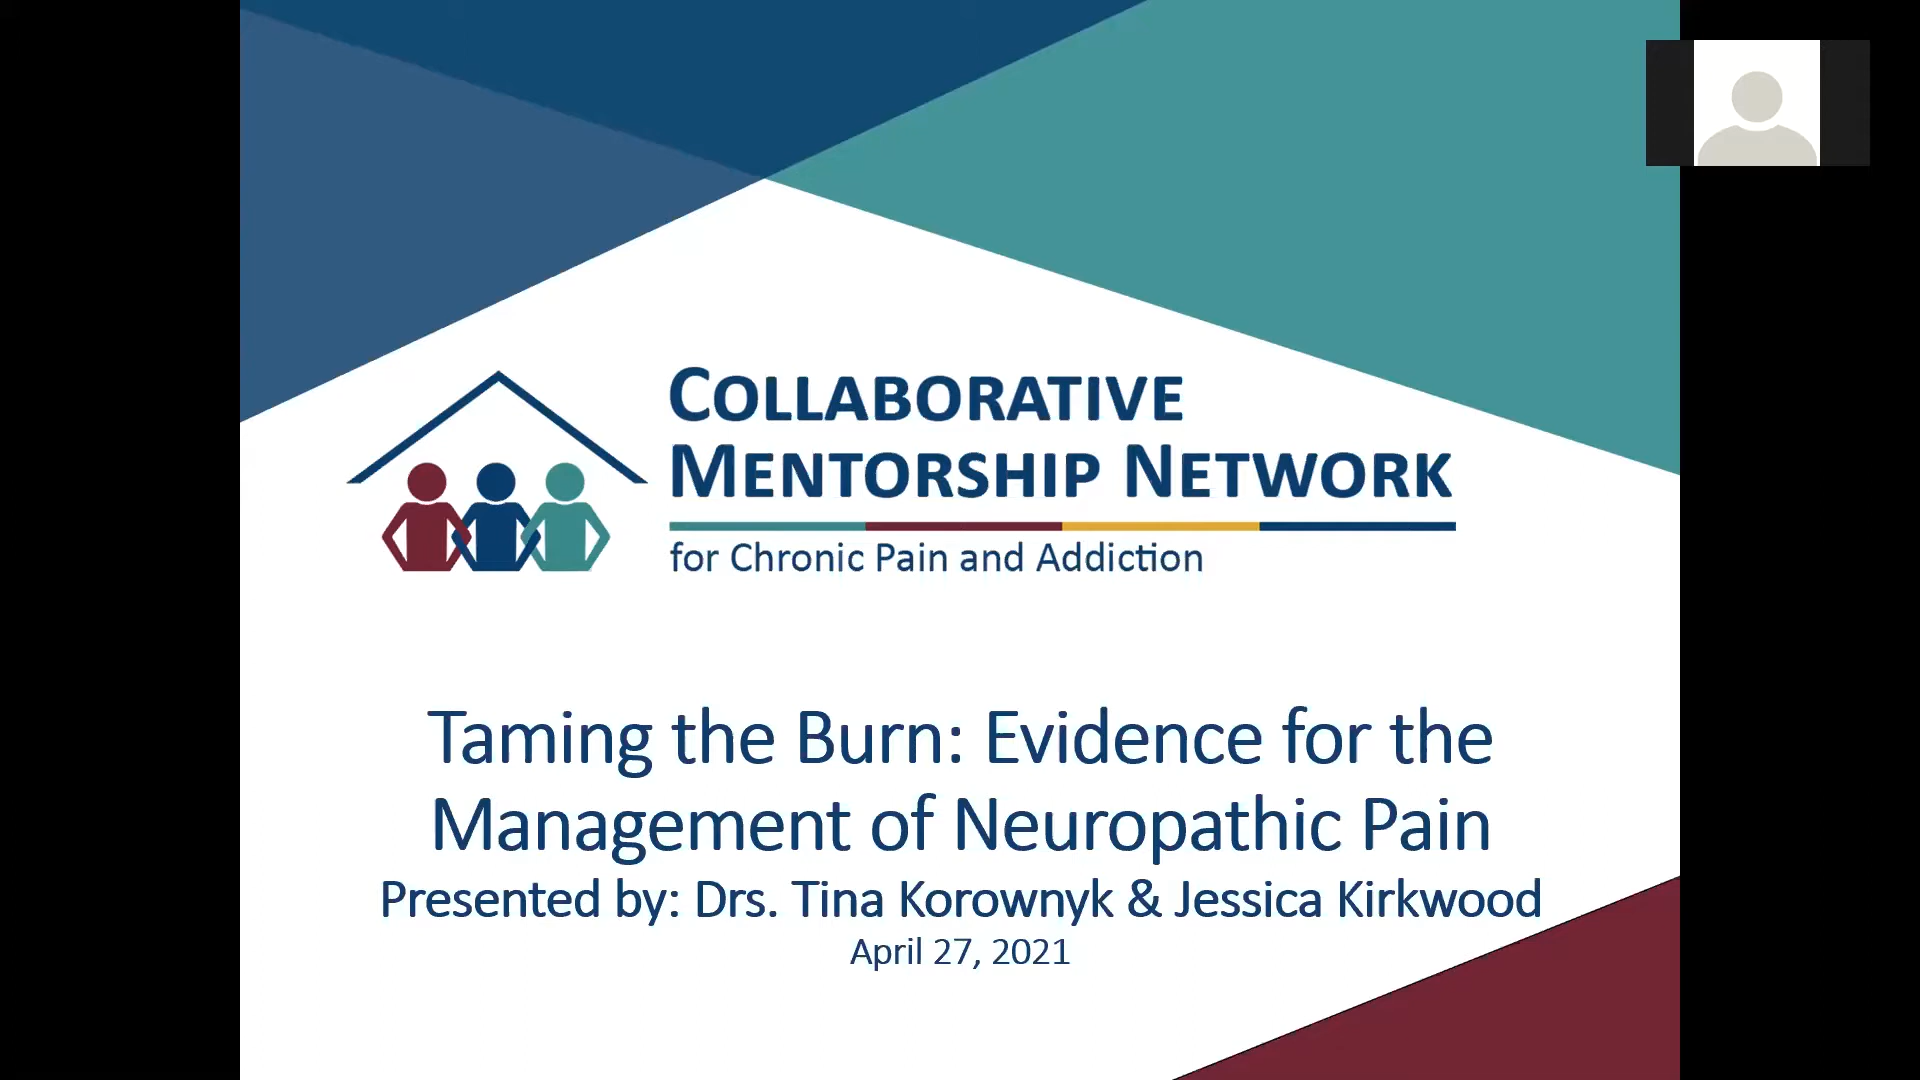 COLLABORATIVE
MENTORSHIP NETWORK
for Chronic Pain and Addiction
Taming the Burn: Evidence for the
Management of Neuropathic Pain
Presented by: Drs. Tina Korownyk & Jessica Kirkwood
April 27, 2021